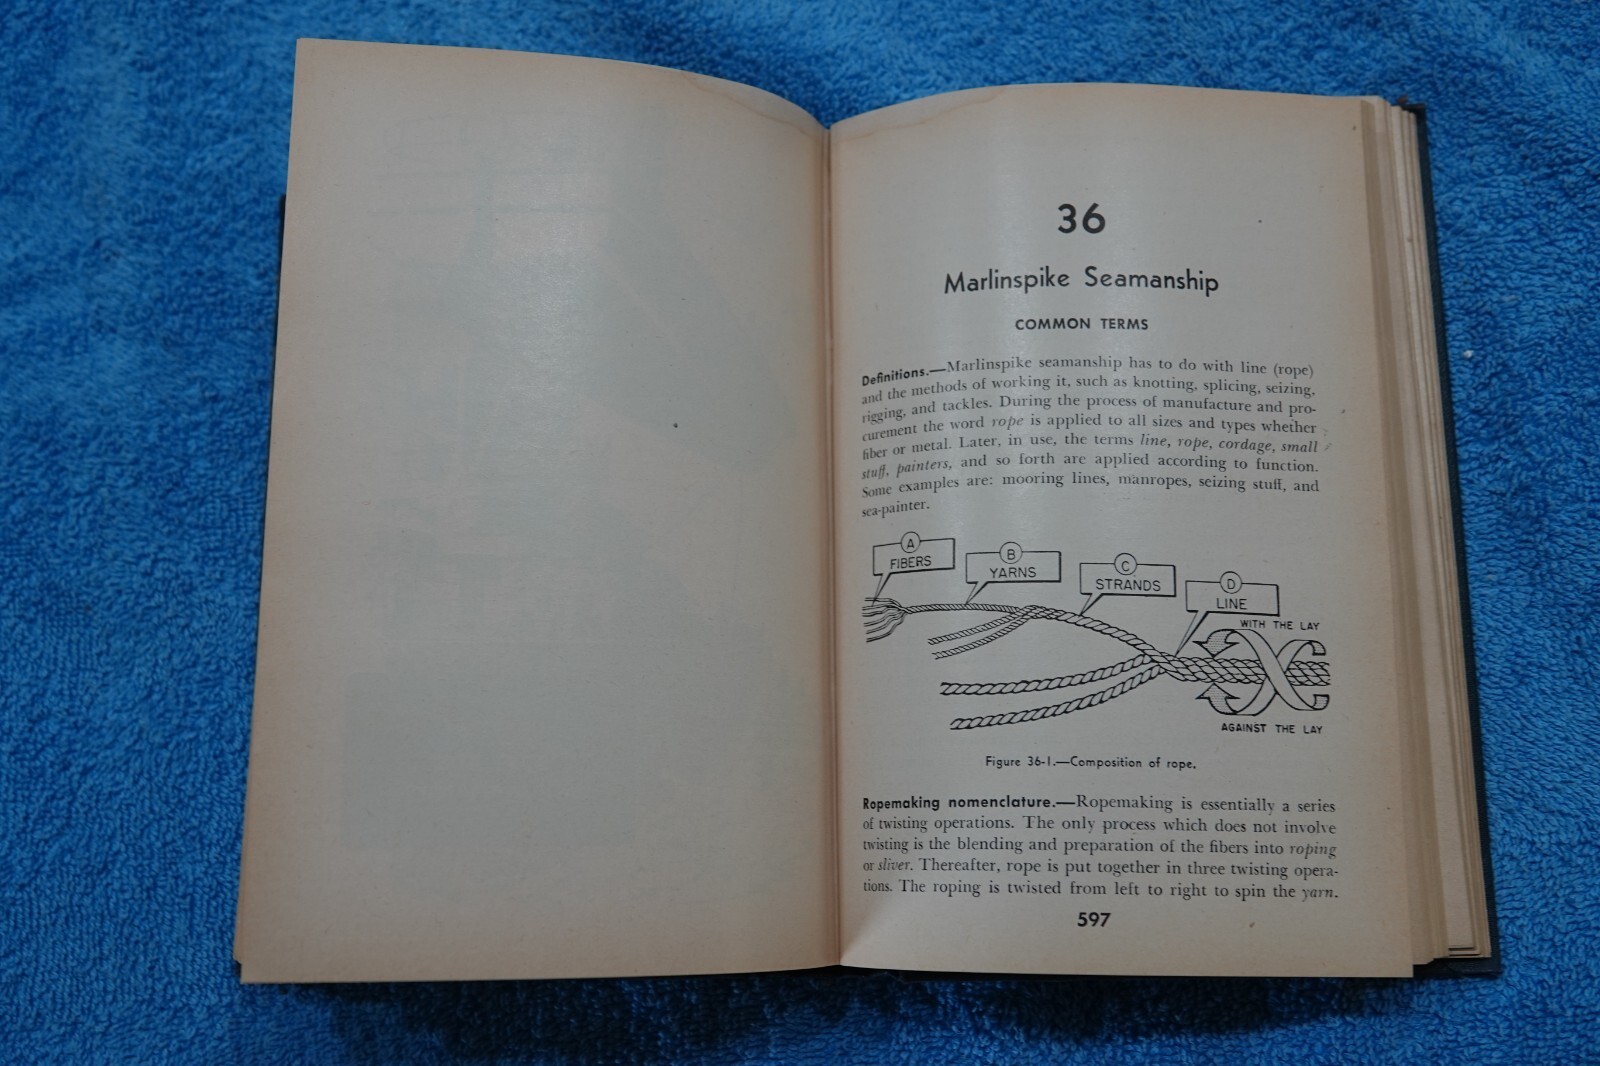 36
Marlinspike Seamanship
COMMON TERMS
Definitions.—Marlinspike seamanship has to do with line (rope)
and the methods of working it, such as knotting, splicing, seizing,
rigging, and tackles. During the process of manufacture and pro-
curement the word rope is applied to all sizes and types whether
fiber or metal. Later, in use, the terms line, rope, cordage, small
stuff, painters, and so forth are applied according to function.
Some examples are: mooring lines, manropes, seizing stuff, and
sea-painter.
A
FIBERS
B
YARNS
C
STRANDS
D
LINE
WITH THE LAY
AGAINST THE LAY
Figure 36-1.—Composition of rope.
Ropemaking nomenclature.—Ropemaking is essentially a series
of twisting operations. The only process which does not involve
twisting is the blending and preparation of the fibers into roping
or sliver. Thereafter, rope is put together in three twisting opera-
tions. The roping is twisted from left to right to spin the yarn.
597